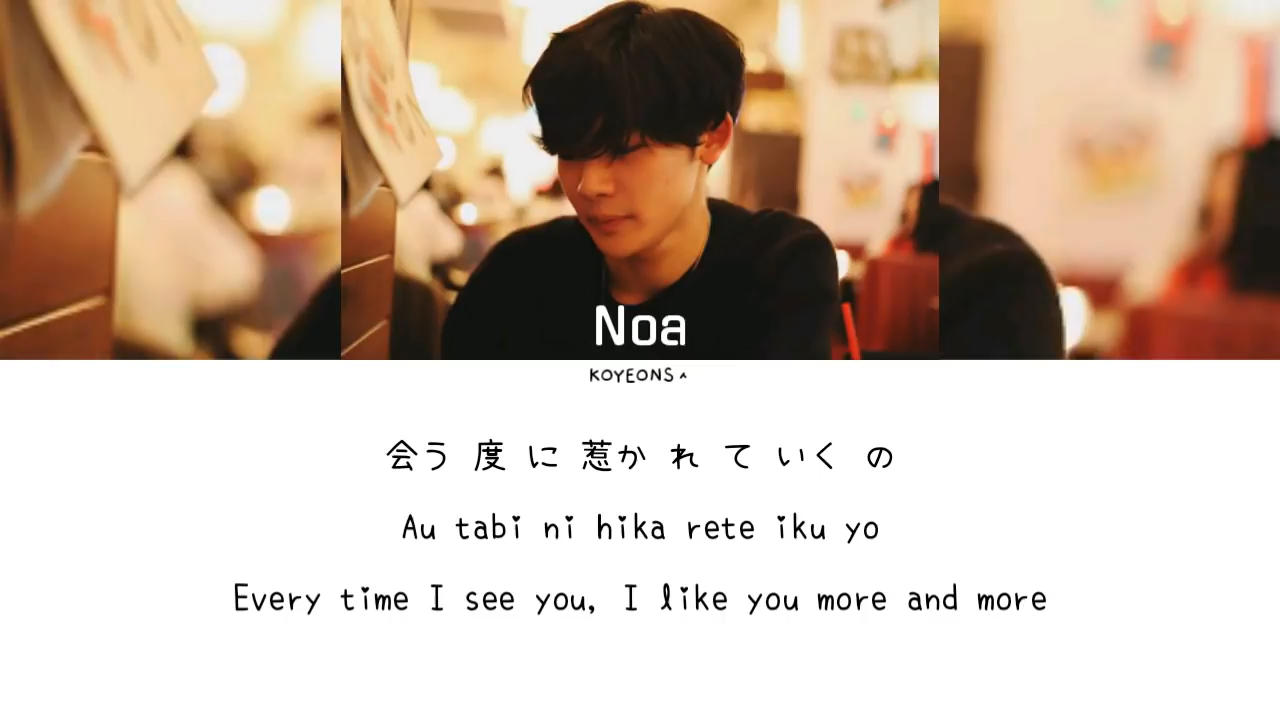 Noa
KOYEONS ^
会う 度 に 惹か れ て いく の
Au tabi ni hika rete iku yo
Every time I see you, I like you more and more